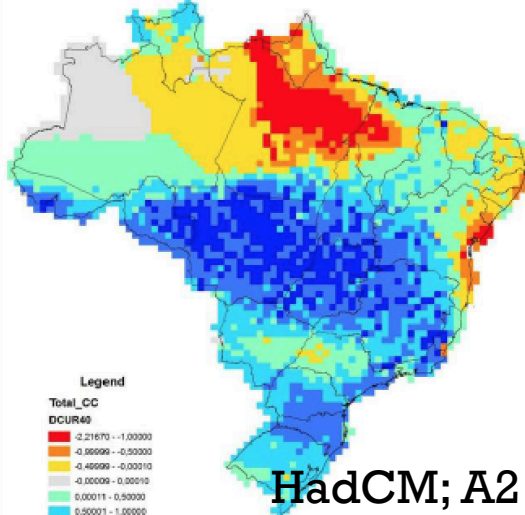 Legend
Total_CC
DCUR40
-2,21670 - -1,00000
-0,99999 - -0,50000
-0,49999 - -0,00010
-0,00009 - 0,00010
0,00011 - 0,50000
0,50001 - 1,00000
HadCM; A2